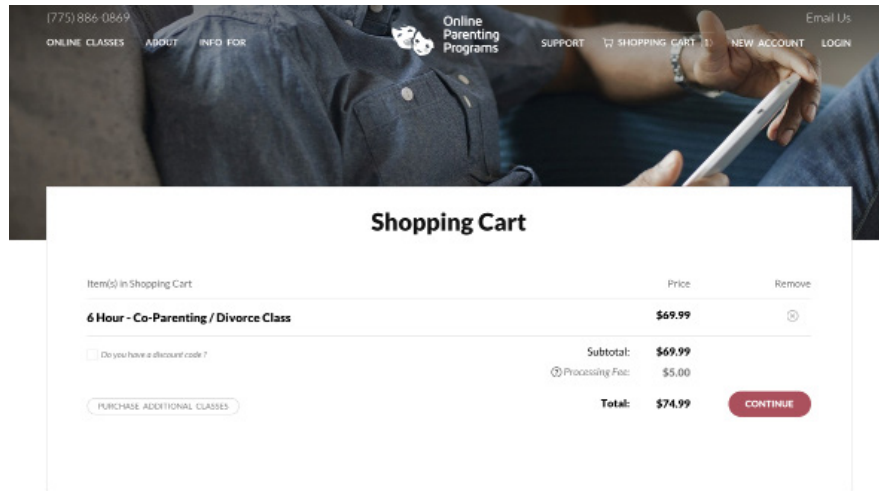 (775) 886-0869
Email Us
ONLINE CLASSES ABOUT INFO FOR
Online
Parenting
Programs
SUPPORT SHOPPING CART 1 NEW ACCOUNT LOGIN
Shopping Cart
Item(s) in Shopping Cart Price Remove
6 Hour - Co-Parenting / Divorce Class $69.99
Do you have a discount code ?
Subtotal: $69.99
? Processing Fee: $5.00
PURCHASE ADDITIONAL CLASSES
Total: $74.99
CONTINUE